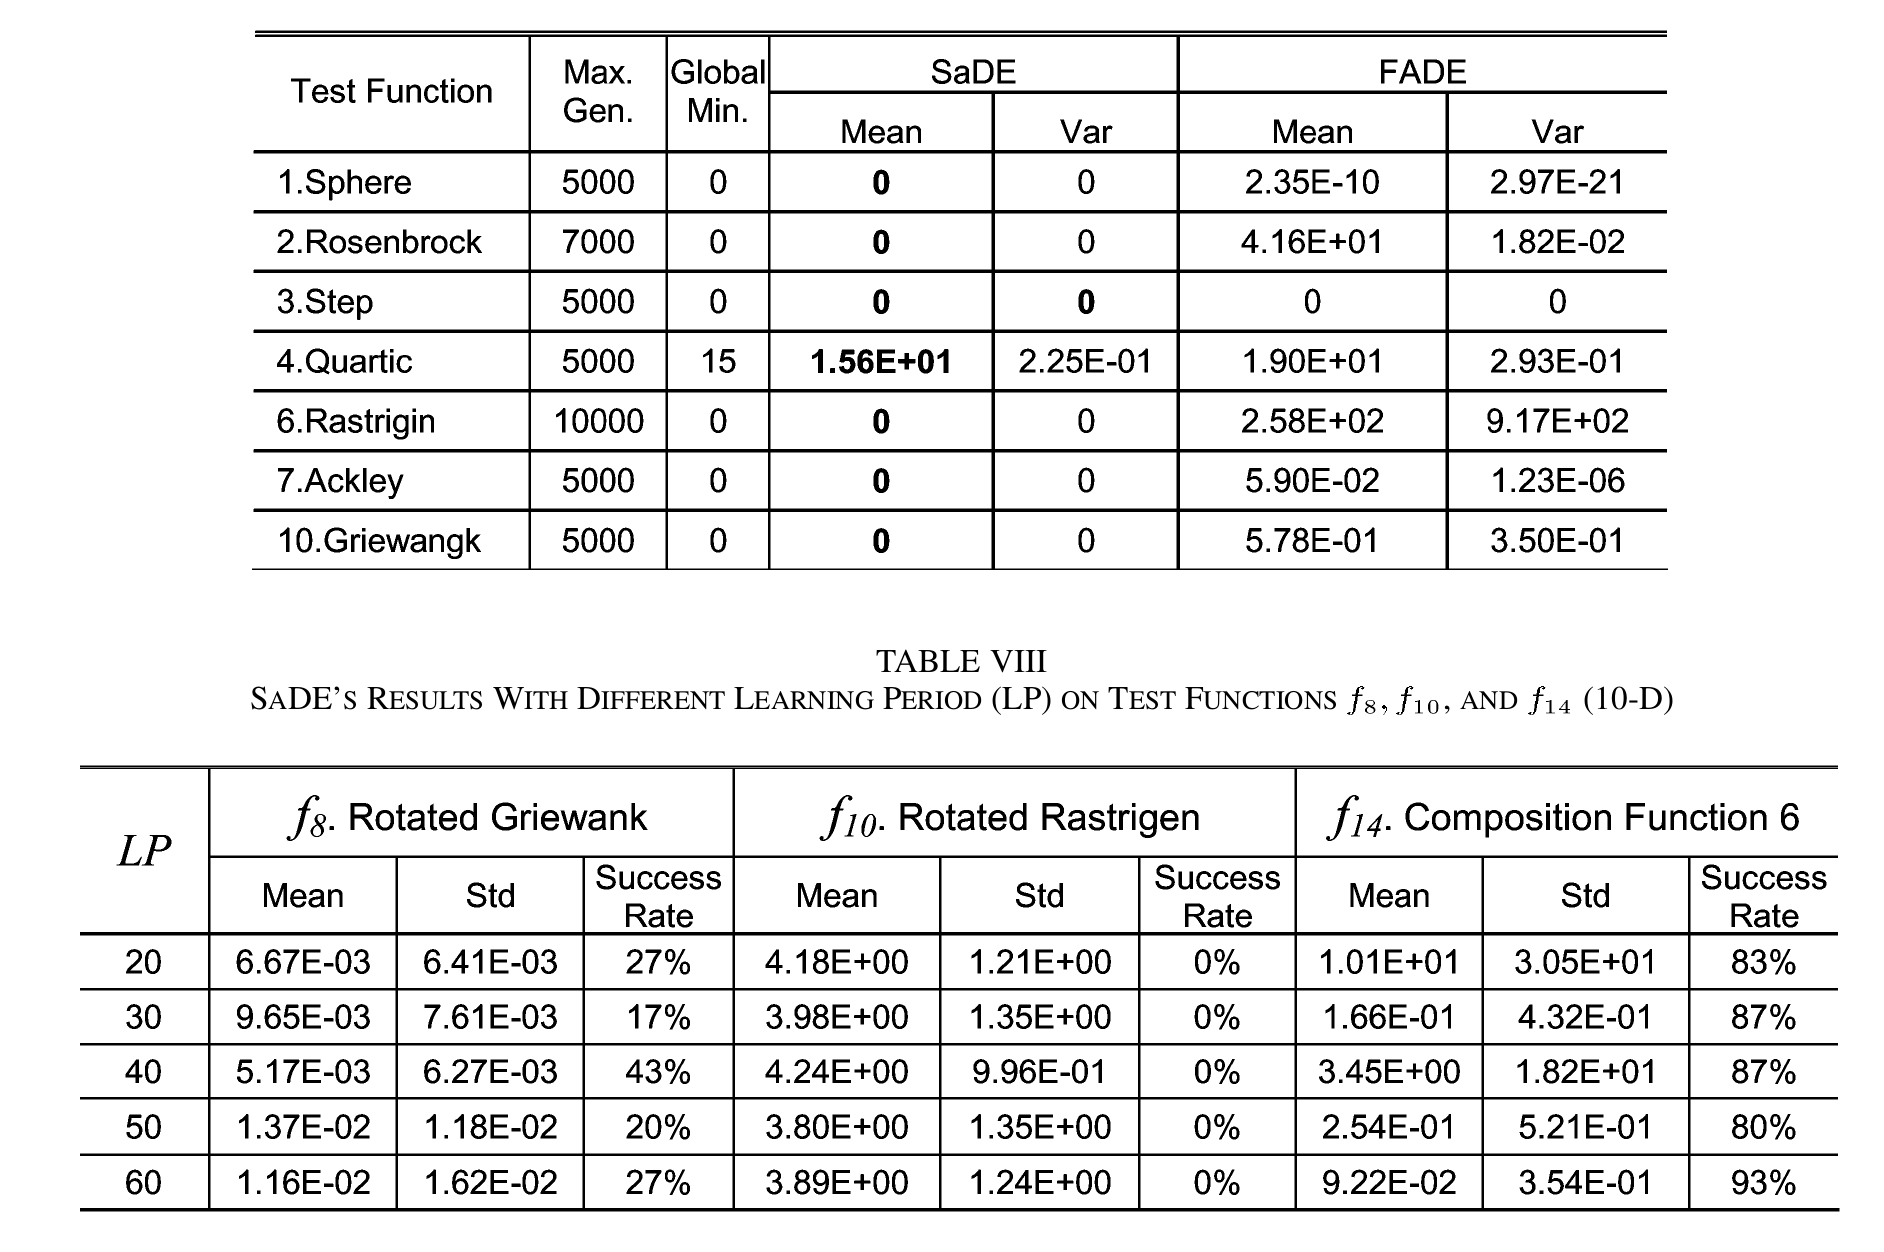 Test Function Max. Gen. Global Min. SaDE FADE
Mean Var Mean Var
1.Sphere 5000 0 0 0 2.35E-10 2.97E-21
2.Rosenbrock 7000 0 0 0 4.16E+01 1.82E-02
3.Step 5000 0 0 0 0 0
4.Quartic 5000 15 1.56E+01 2.25E-01 1.90E+01 2.93E-01
6.Rastrigin 10000 0 0 0 2.58E+02 9.17E+02
7.Ackley 5000 0 0 0 5.90E-02 1.23E-06
10.Griewangk 5000 0 0 0 5.78E-01 3.50E-01
TABLE VIII
SADE'S RESULTS WITH DIFFERENT LEARNING PERIOD (LP) ON TEST FUNCTIONS f8, f10, AND f14 (10-D)
LP f8. Rotated Griewank f10. Rotated Rastrigen f14. Composition Function 6
Mean Std Success Rate Mean Std Success Rate Mean Std Success Rate
20 6.67E-03 6.41E-03 27% 4.18E+00 1.21E+00 0% 1.01E+01 3.05E+01 83%
30 9.65E-03 7.61E-03 17% 3.98E+00 1.35E+00 0% 1.66E-01 4.32E-01 87%
40 5.17E-03 6.27E-03 43% 4.24E+00 9.96E-01 0% 3.45E+00 1.82E+01 87%
50 1.37E-02 1.18E-02 20% 3.80E+00 1.35E+00 0% 2.54E-01 5.21E-01 80%
60 1.16E-02 1.62E-02 27% 3.89E+00 1.24E+00 0% 9.22E-02 3.54E-01 93%